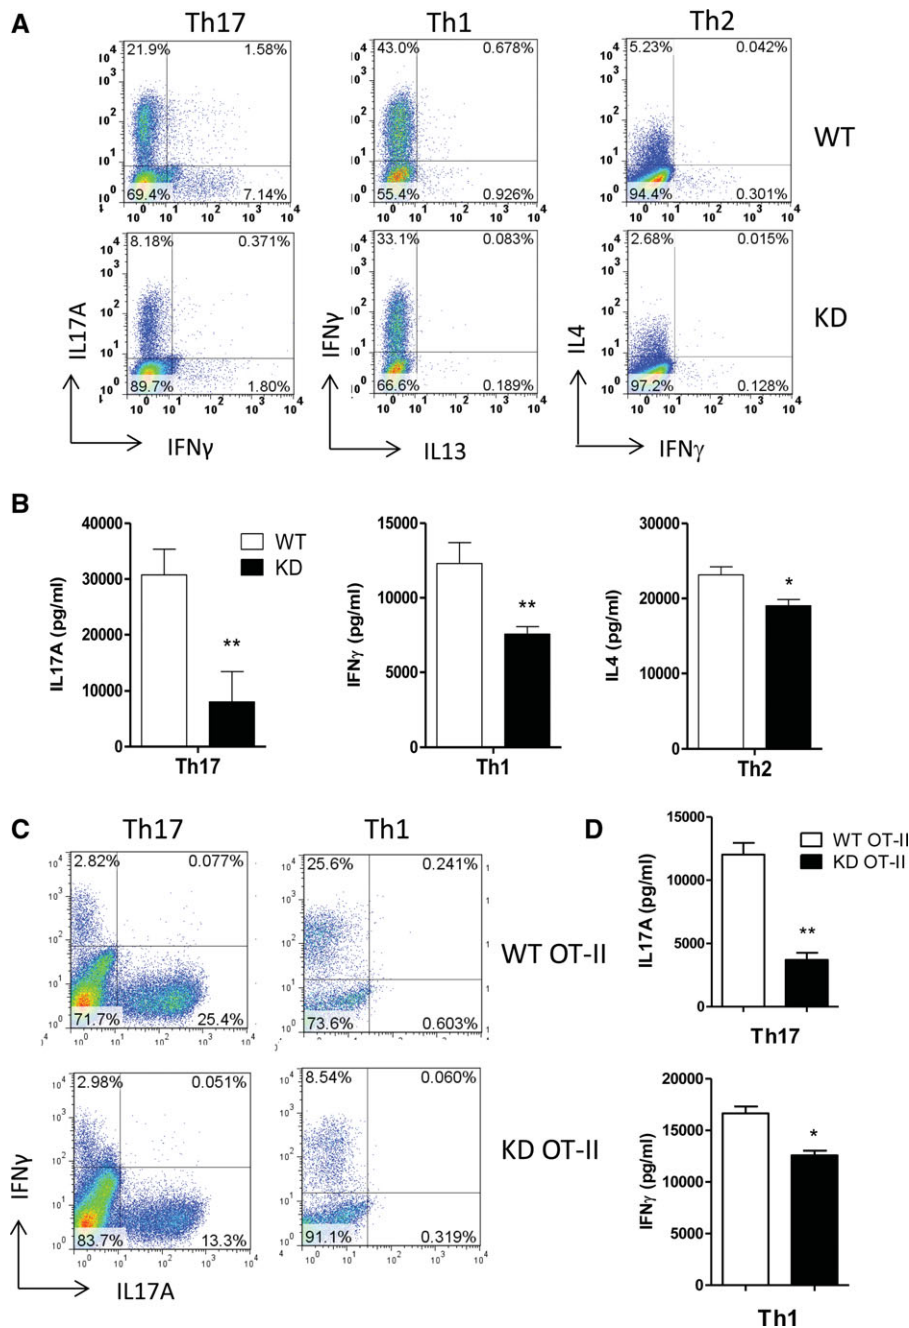 A
Th17
Th1
Th2
21.9%
1.58%
69.4%
7.14%
43.0%
0.678%
55.4%
0.926%
5.23%
0.042%
94.4%
0.301%
WT
8.18%
0.371%
89.7%
1.80%
33.1%
0.083%
66.6%
0.189%
2.68%
0.015%
97.2%
0.128%
KD
IL17A
IFNγ
IFNγ
IL13
IL4
IFNγ
B
IL17A (pg/ml)
40000
30000
20000
10000
0
**
Th17
WT
KD
IFNγ (pg/ml)
15000
10000
5000
0
**
Th1
IL4 (pg/ml)
30000
20000
10000
0
*
Th2
C
Th17
Th1
2.82%
0.077%
71.7%
25.4%
25.6%
0.241%
73.6%
0.603%
WT OT-II
2.98%
0.051%
83.7%
13.3%
8.54%
0.060%
91.1%
0.319%
KD OT-II
IFNγ
IL17A
D
IL17A (pg/ml)
15000
10000
5000
0
**
Th17
WT OT-II
KD OT-II
IFNγ (pg/ml)
20000
15000
10000
5000
0
*
Th1